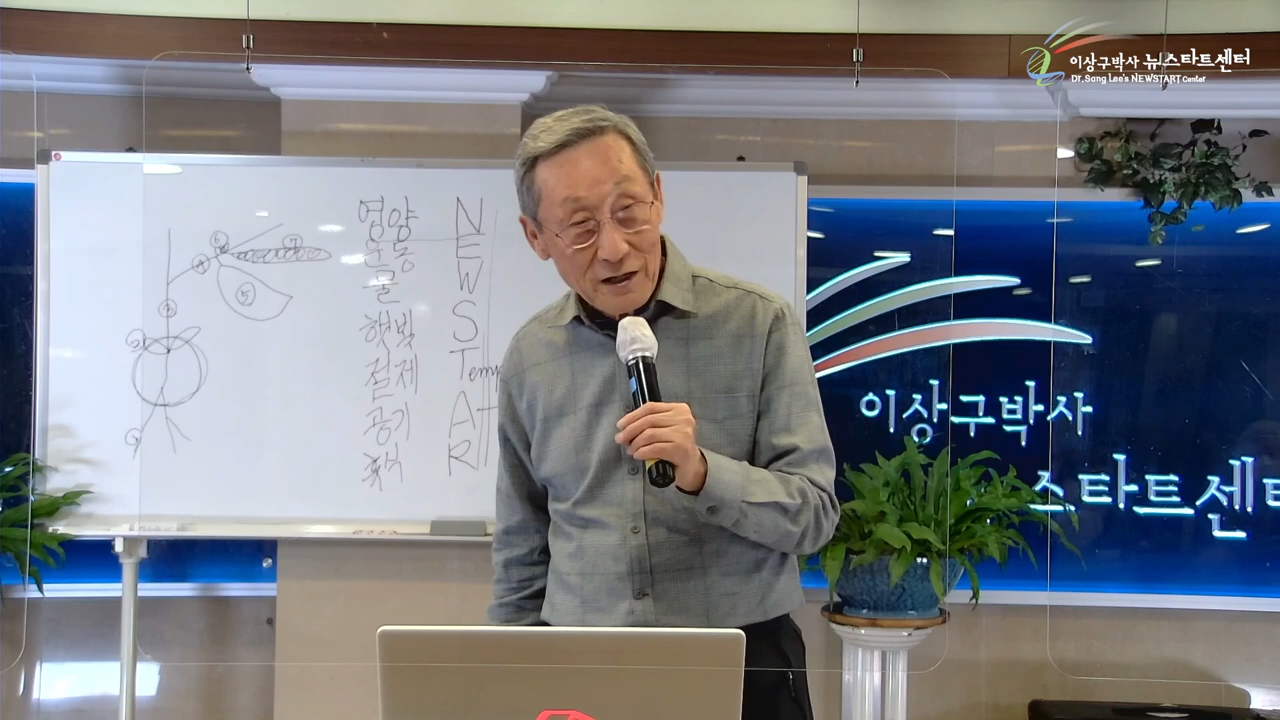 이상구박사 뉴스타트센터
Dr. Sang Lee's NEWSTART Center
영양 N
운동 E
물 W
햇빛 S
절제 Temp
공기 A
휴식 R
이상구박사
스타트센터